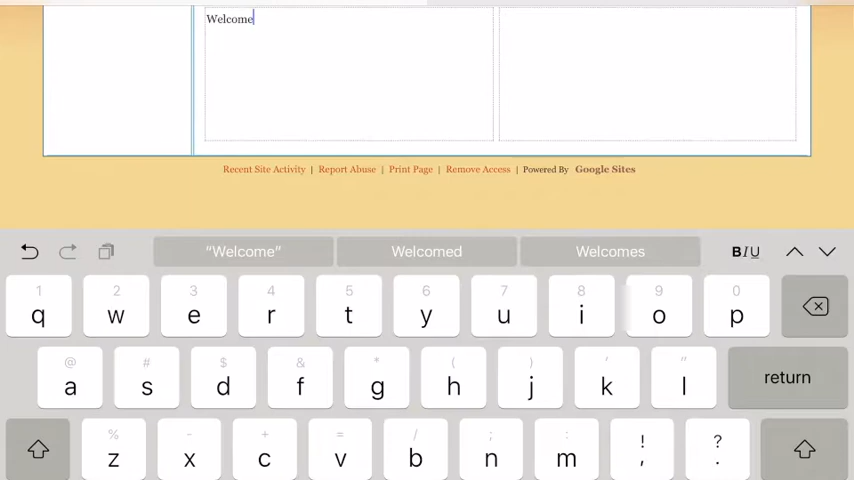 Welcome
Recent Site Activity | Report Abuse | Print Page | Remove Access | Powered By Google Sites
"Welcome" Welcomed Welcomes BIU
1 2 3 4 5 6 7 8 9 0
q w e r t y u i o p
@ # $ & * ( ) ' "
a s d f g h j k l return
% - + = / ; : ! ?
z x c v b n m , .